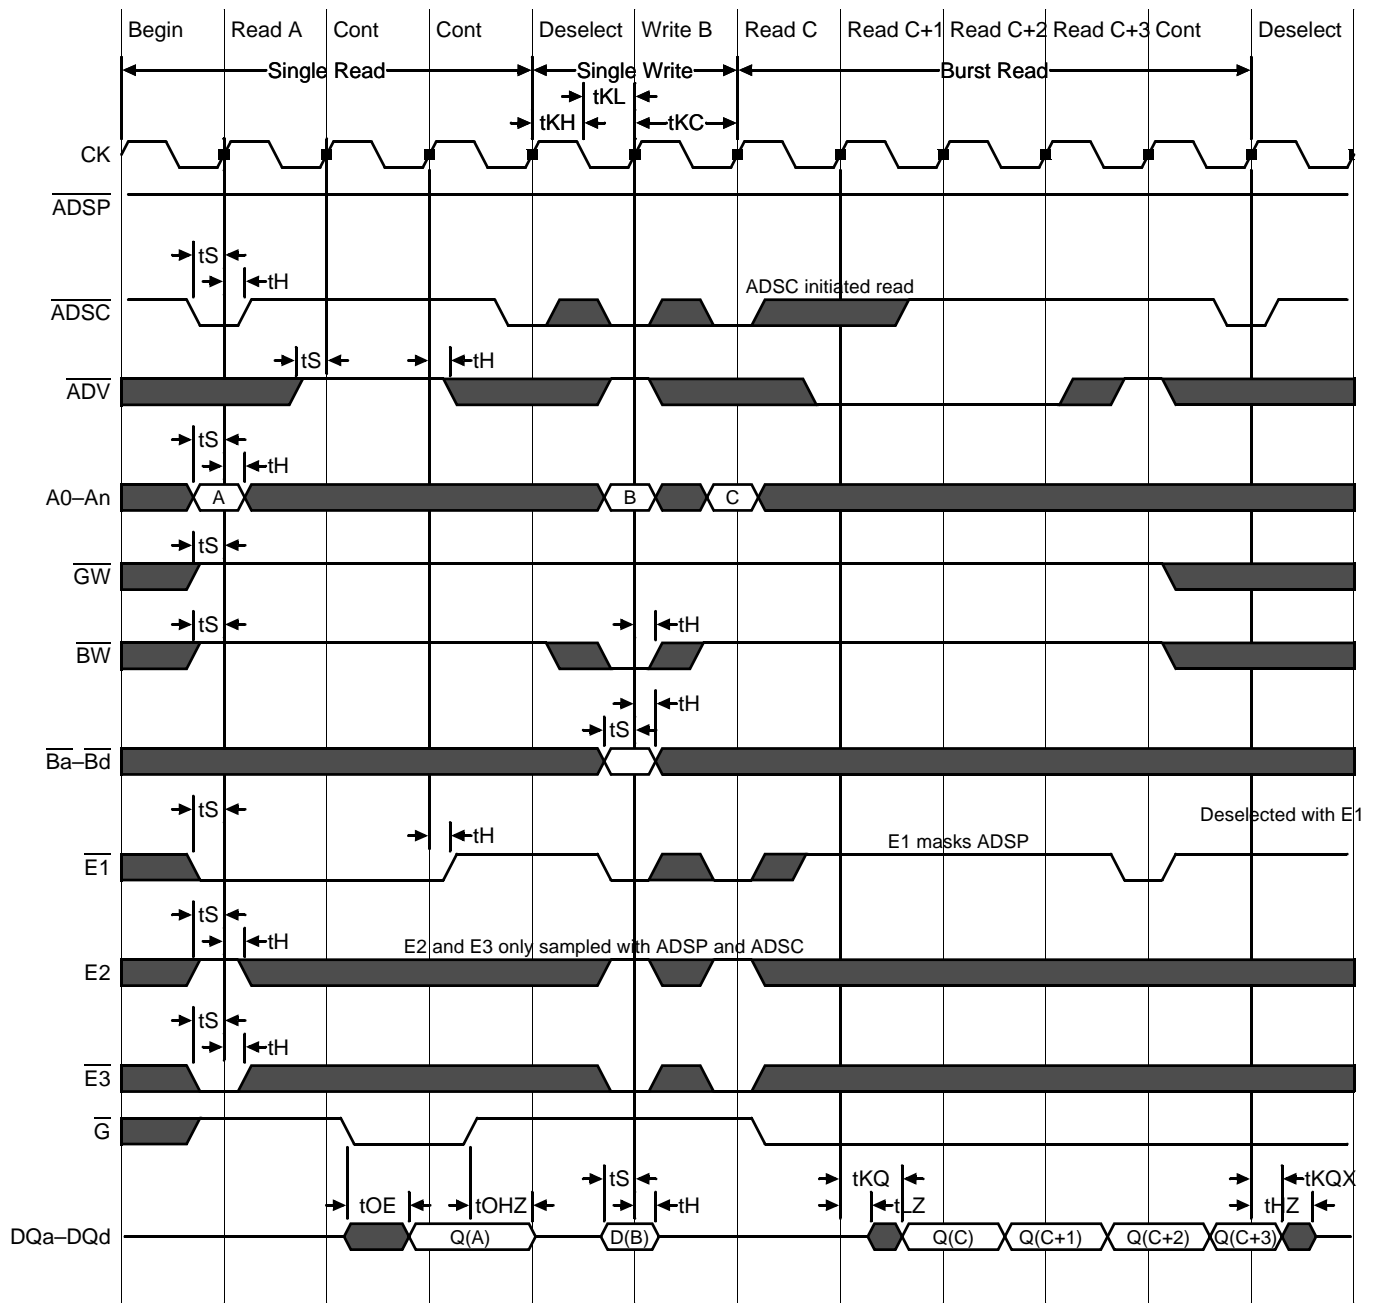 Begin Read A Cont Cont Deselect Write B Read C Read C+1 Read C+2 Read C+3 Cont Deselect
Single Read Single Write Burst Read
tKL
tKH tKC
CK
ADSP
tS
tH
ADSC initiated read
ADSC
tS tH
ADV
tS
tH
A0–An A B C
tS
GW
tS tH
BW
tH
tS
Ba–Bd
tS
Deselected with E1
tH
E1 masks ADSP
E1
tS
tH
E2 and E3 only sampled with ADSP and ADSC
E2
tS
tH
E3
G
tS tKQ tKQX
tOE tOHZ tH tLZ tHZ
DQa–DQd Q(A) D(B) Q(C) Q(C+1) Q(C+2) Q(C+3)